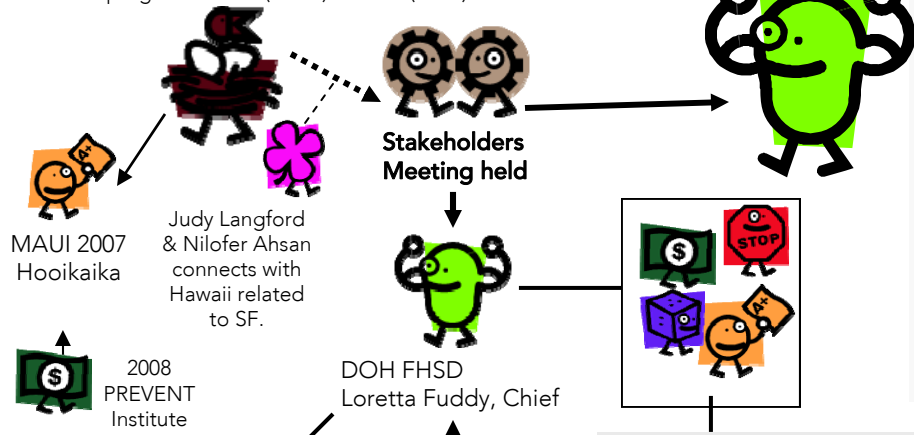 Stakeholders
Meeting held
MAUI 2007
Hooikaika
Judy Langford
& Nilofer Ahsan
connects with
Hawaii related
to SF.
A+
$
STOP
A+
2008
PREVENT
Institute
$
DOH FHSD
Loretta Fuddy, Chief